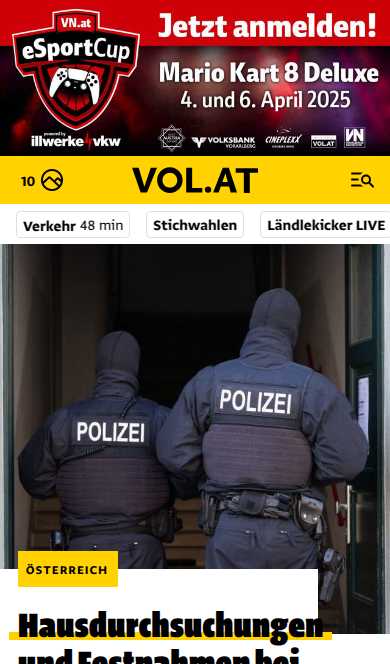 VN.at
eSportCup
powered by
illwerke vkw
Jetzt anmelden!
Mario Kart 8 Deluxe
4. und 6. April 2025
VOLKSBANK
VORARLBERG
CINEPLEXX
VOL.AT
VN
10
VOL.AT
Verkehr 48 min
Stichwahlen
Ländlekicker LIVE
POLIZEI
POLIZEI
ÖSTERREICH
Hausdurchsuchungen
und Festnahmen bei